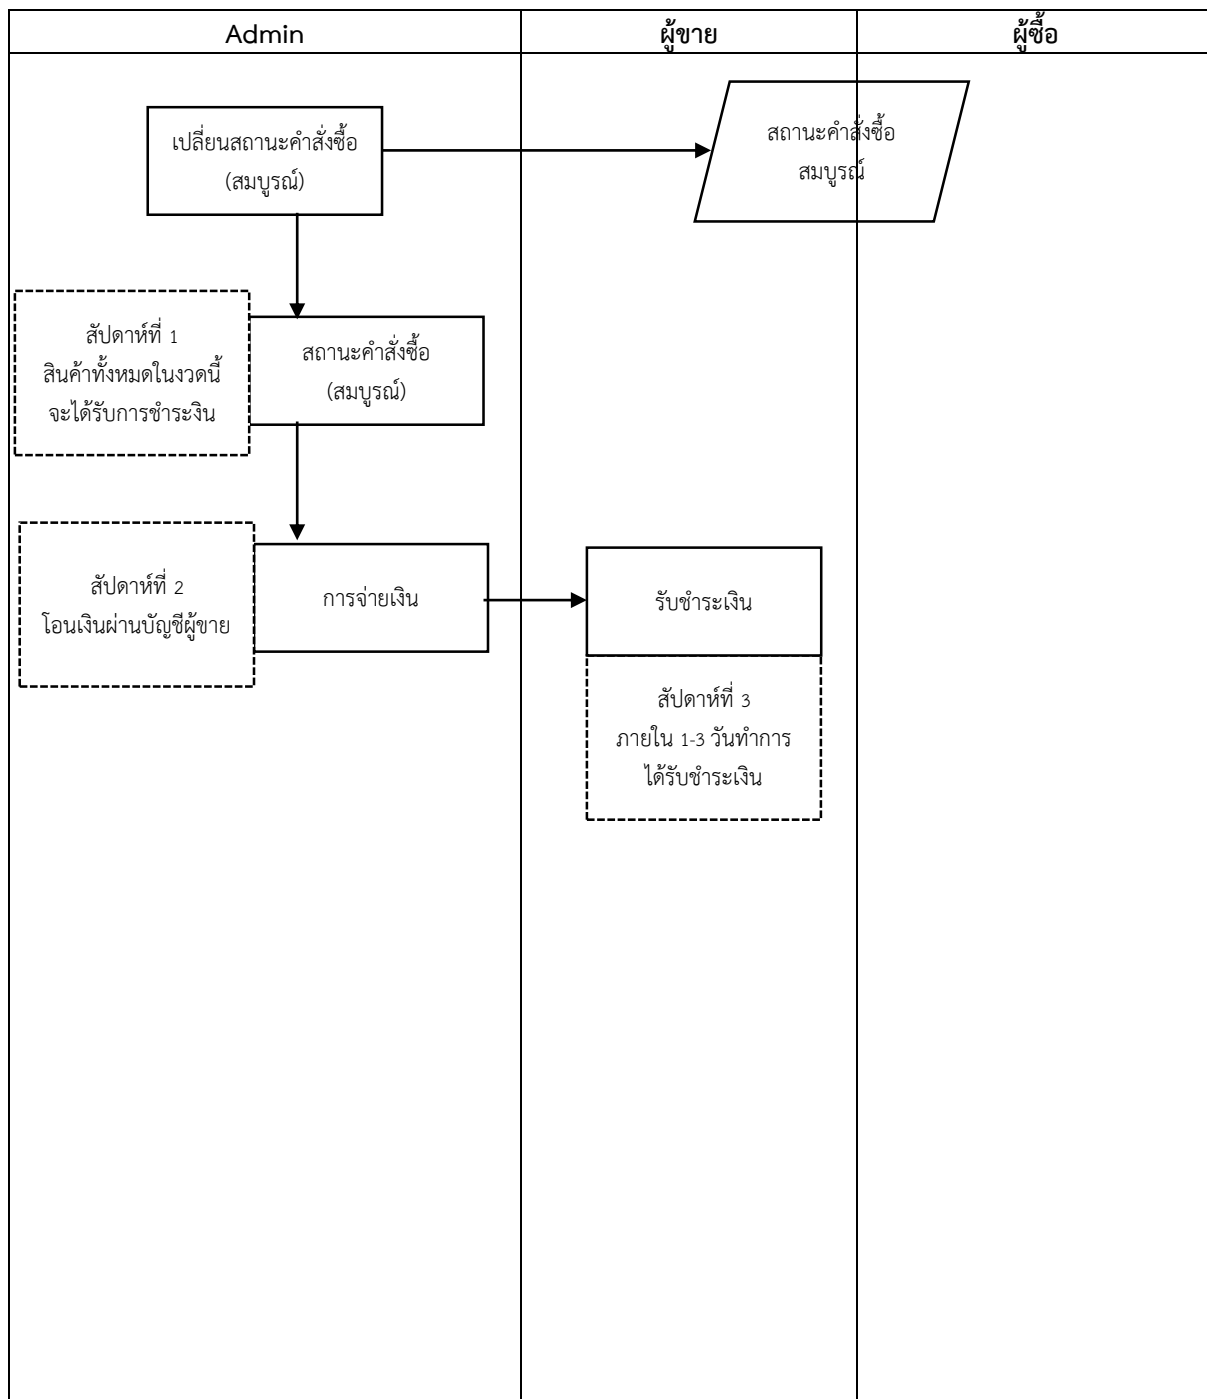 Admin
ผู้ขาย
ผู้ซื้อ
เปลี่ยนสถานะคำสั่งซื้อ
(สมบูรณ์)
สถานะคำสั่งซื้อ
สมบูรณ์
สัปดาห์ที่ 1
สินค้าทั้งหมดในงวดนี้
จะได้รับการชำระงิน
สถานะคำสั่งซื้อ
(สมบูรณ์)
สัปดาห์ที่ 2
โอนเงินผ่านบัญชีผู้ขาย
การจ่ายเงิน
รับชำระเงิน
สัปดาห์ที่ 3
ภายใน 1-3 วันทำการ
ได้รับชำระเงิน